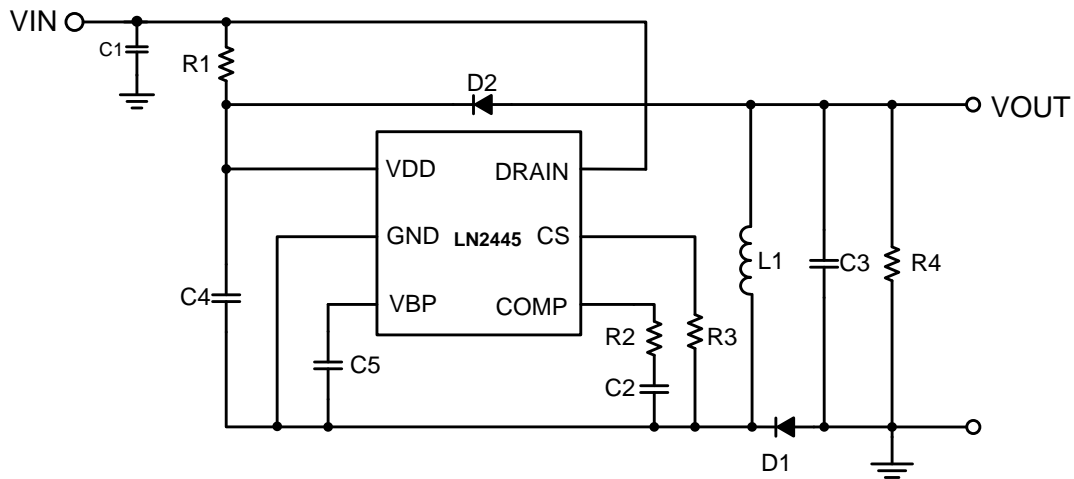 VIN
C1
R1
D2
VOUT
VDD
DRAIN
GND
LN2445
CS
L1
C3
R4
C4
VBP
COMP
R2
R3
C5
C2
D1